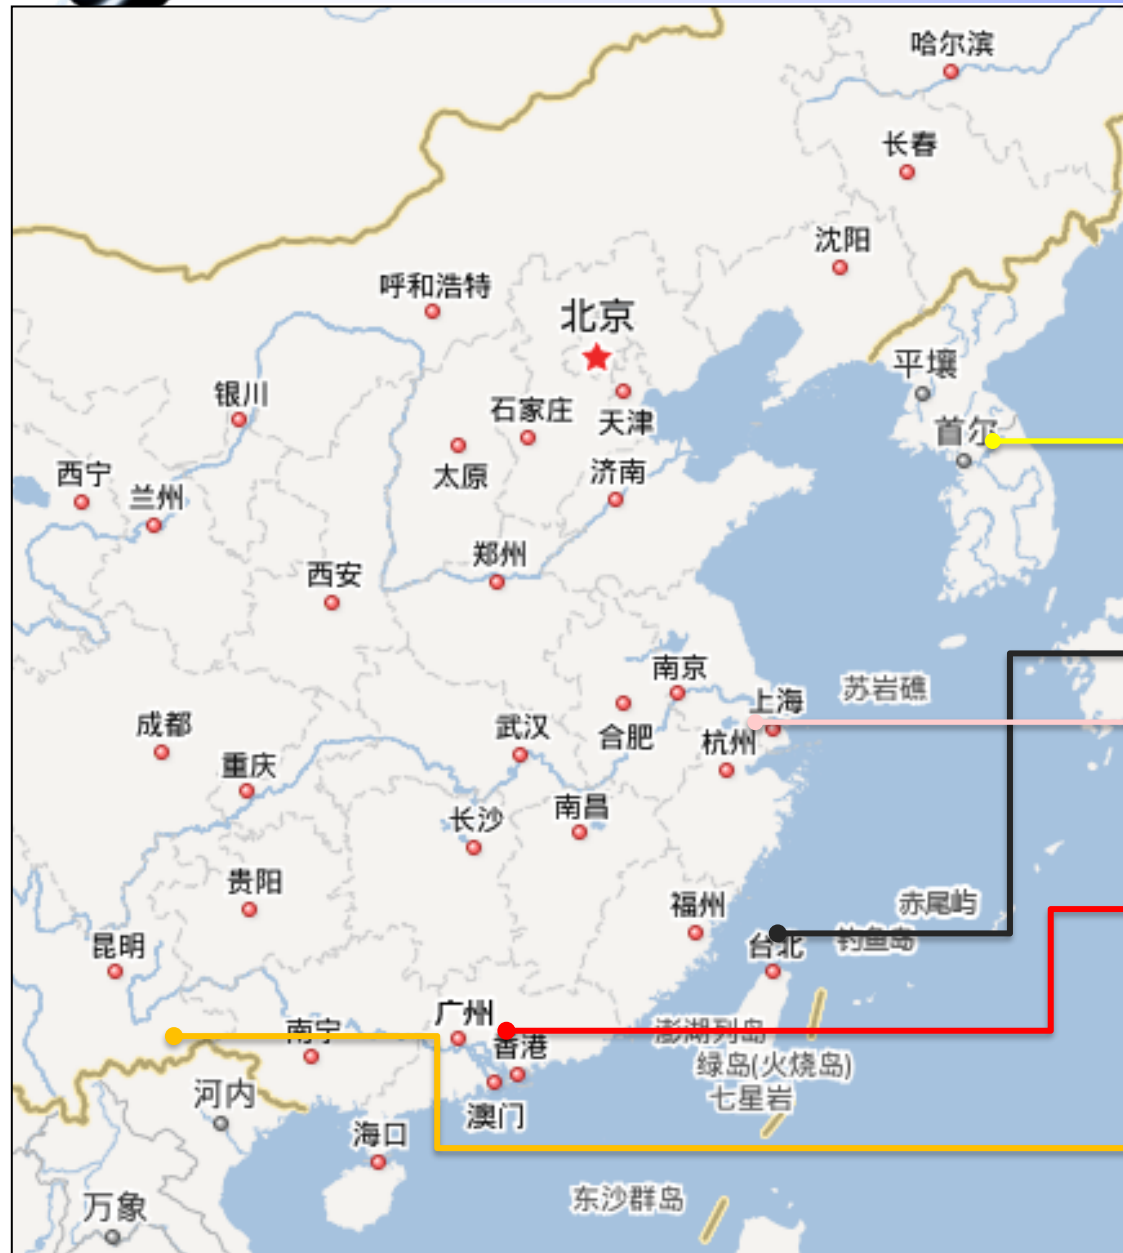 哈尔滨
长春
沈阳
呼和浩特
北京
平壤
银川
石家庄
天津
首尔
太原
济南
西宁
兰州
郑州
西安
南京
苏岩礁
上海
成都
武汉
合肥
杭州
重庆
南昌
长沙
贵阳
福州
赤尾屿
昆明
台北
钓鱼岛
广州
南宁
香港
澎湖列岛
绿岛(火烧岛)
河内
七星岩
澳门
海口
东沙群岛
万象